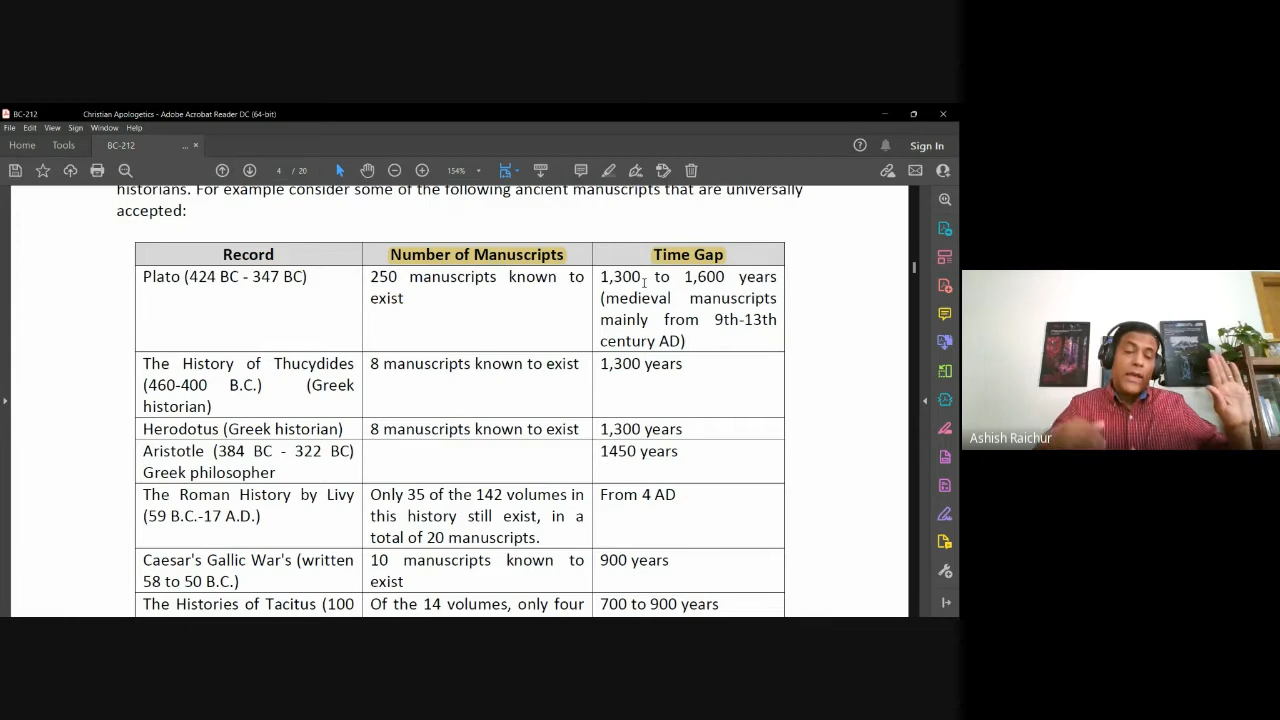 BC-212
Christian Apologetics - Adobe Acrobat Reader DC (64-bit)
File Edit View Sign Window Help
Home Tools BC-212 ... × Sign In
4 / 20 154%
historians. For example consider some of the following ancient manuscripts that are universally
accepted:
Record Number of Manuscripts Time Gap
Plato (424 BC - 347 BC)
250 manuscripts known to
exist
1,300 to 1,600 years
(medieval manuscripts
mainly from 9th-13th
century AD)
The History of Thucydides
(460-400 B.C.) (Greek
historian)
8 manuscripts known to exist
1,300 years
Herodotus (Greek historian)
8 manuscripts known to exist
1,300 years
Aristotle (384 BC - 322 BC)
Greek philosopher
1450 years
The Roman History by Livy
(59 B.C.-17 A.D.)
Only 35 of the 142 volumes in
this history still exist, in a
total of 20 manuscripts.
From 4 AD
Caesar's Gallic War's (written
58 to 50 B.C.)
10 manuscripts known to
exist
900 years
The Histories of Tacitus (100
Of the 14 volumes, only four
700 to 900 years
Ashish Raichur